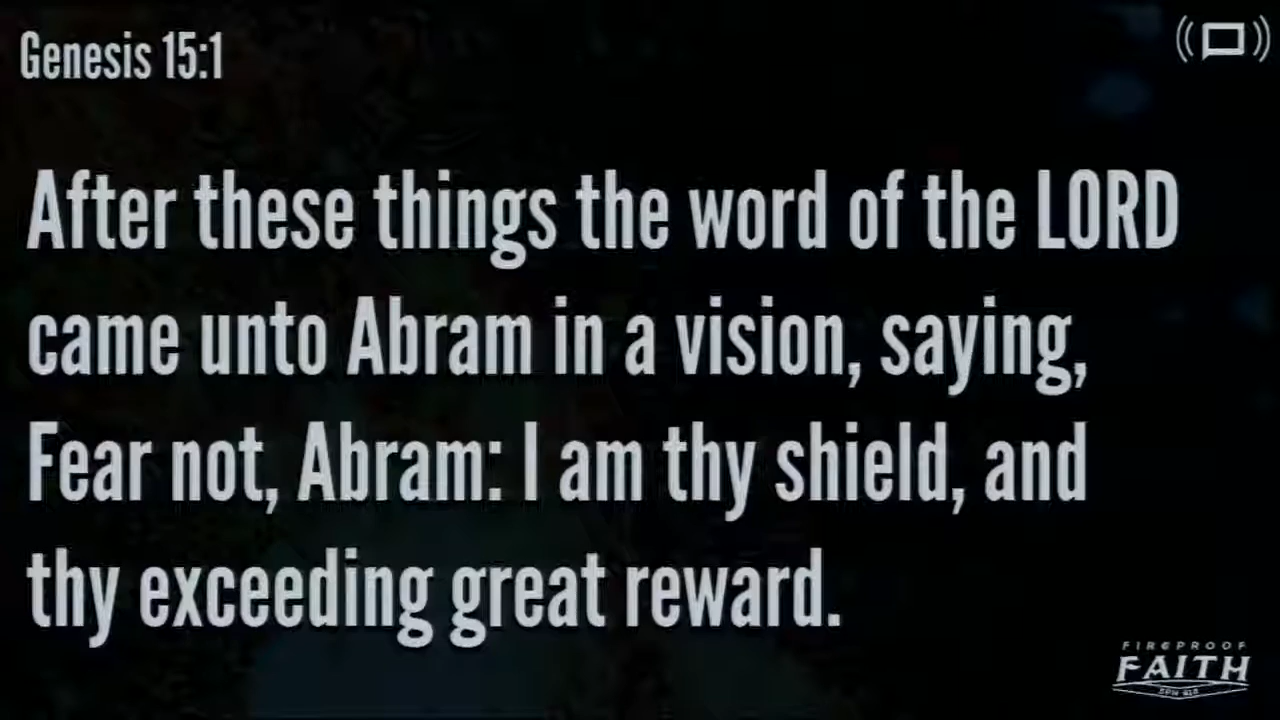 Genesis 15:1
After these things the word of the LORD
came unto Abram in a vision, saying,
Fear not, Abram: I am thy shield, and
thy exceeding great reward.
FIREPROOF
FAITH